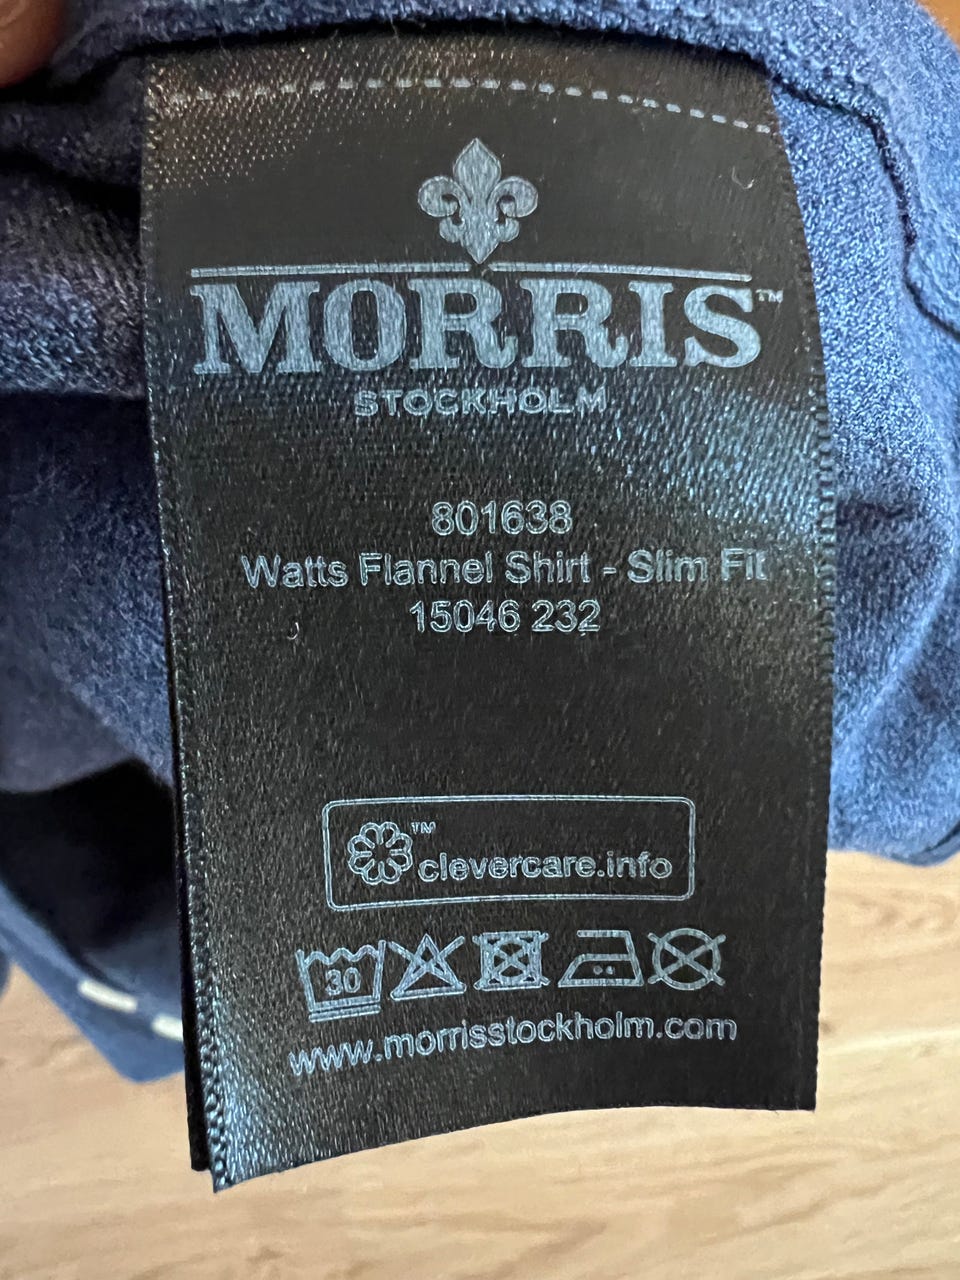 MORRIS™
STOCKHOLM
801638
Watts Flannel Shirt - Slim Fit
15046 232
™
clevercare.info
30
www.morrisstockholm.com